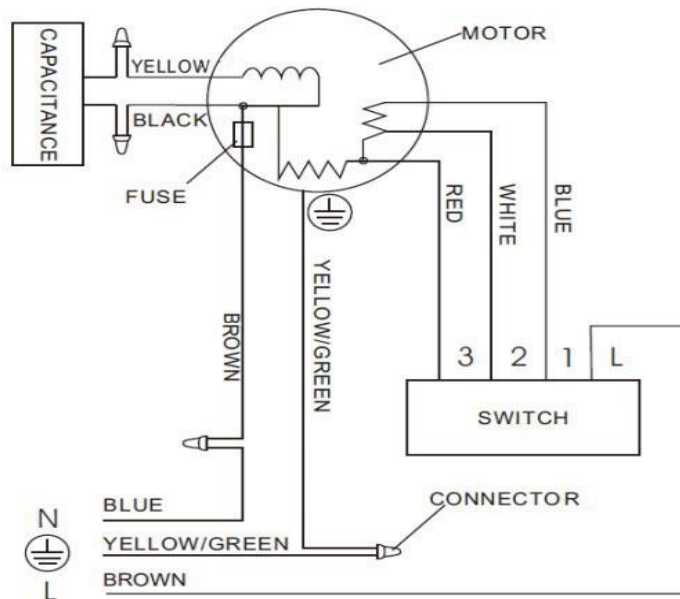 CAPACITANCE
YELLOW
BLACK
FUSE
MOTOR
RED
WHITE
BLUE
BROWN
YELLOW/GREEN
3 2 1 L
SWITCH
CONNECTOR
N BLUE
YELLOW/GREEN
L BROWN